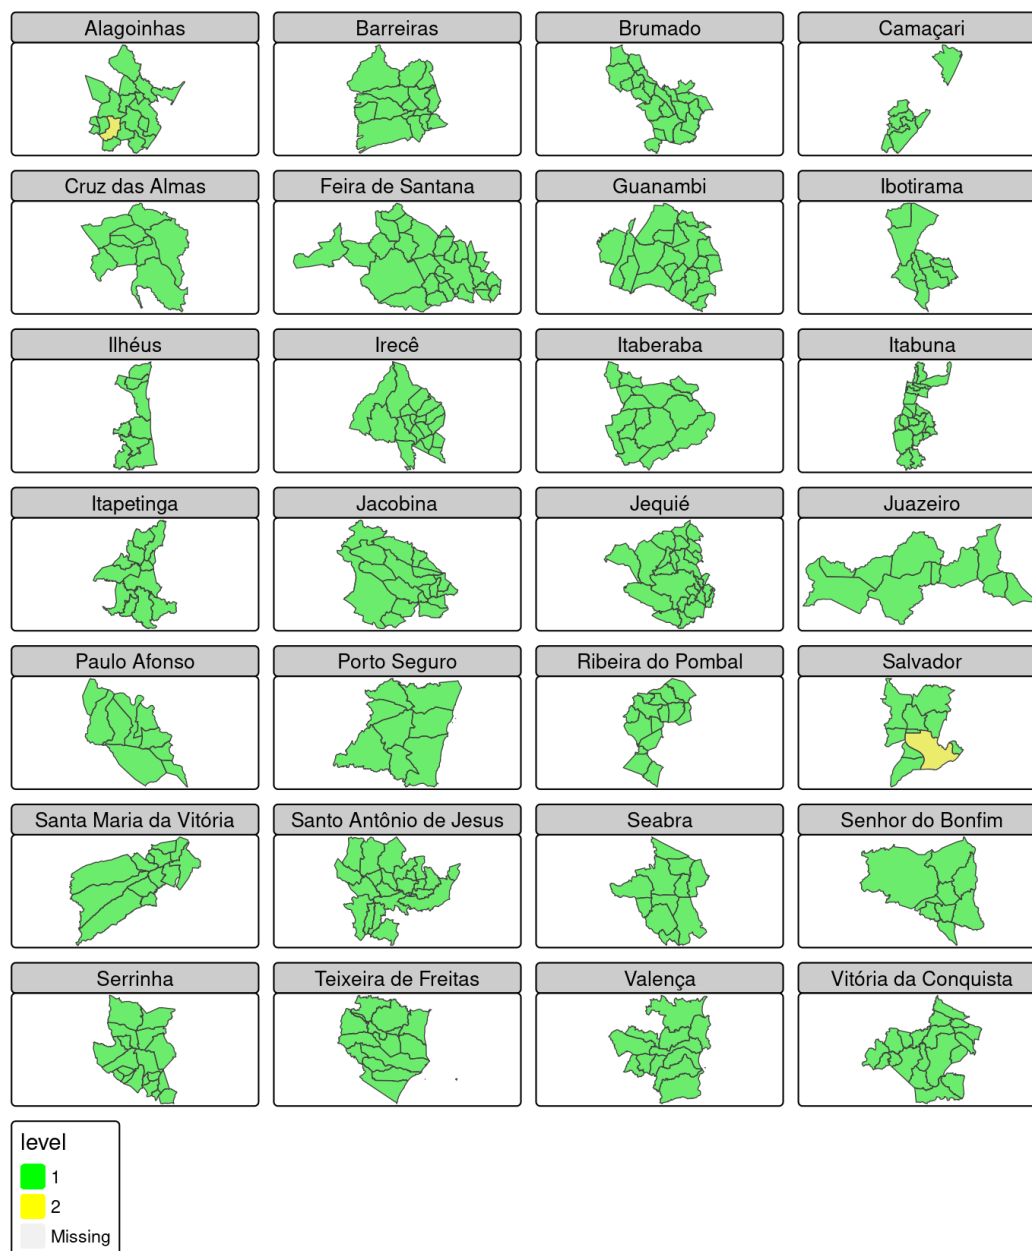 Alagoinhas
Barreiras
Brumado
Camaçari
Cruz das Almas
Feira de Santana
Guanambi
Ibotirama
Ilhéus
Irecê
Itaberaba
Itabuna
Itapetinga
Jacobina
Jequié
Juazeiro
Paulo Afonso
Porto Seguro
Ribeira do Pombal
Salvador
Santa Maria da Vitória
Santo Antônio de Jesus
Seabra
Senhor do Bonfim
Serrinha
Teixeira de Freitas
Valença
Vitória da Conquista
level
1
2
Missing